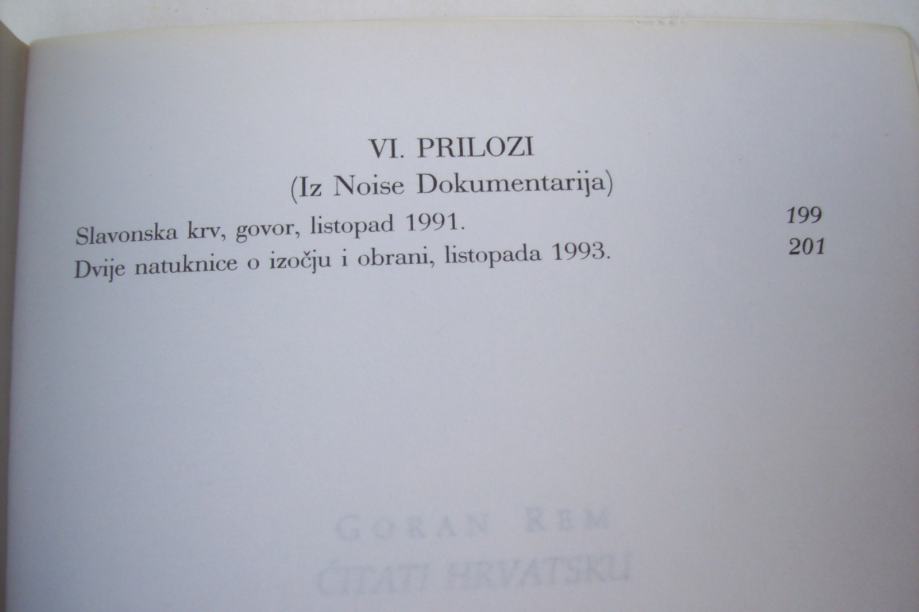 VI. PRILOZI
(Iz Noise Dokumentarija)
Slavonska krv, govor, listopad 1991. 199
Dvije natuknice o izočju i obrani, listopada 1993. 201
GORAN REM
ČITATI HRVATSKU